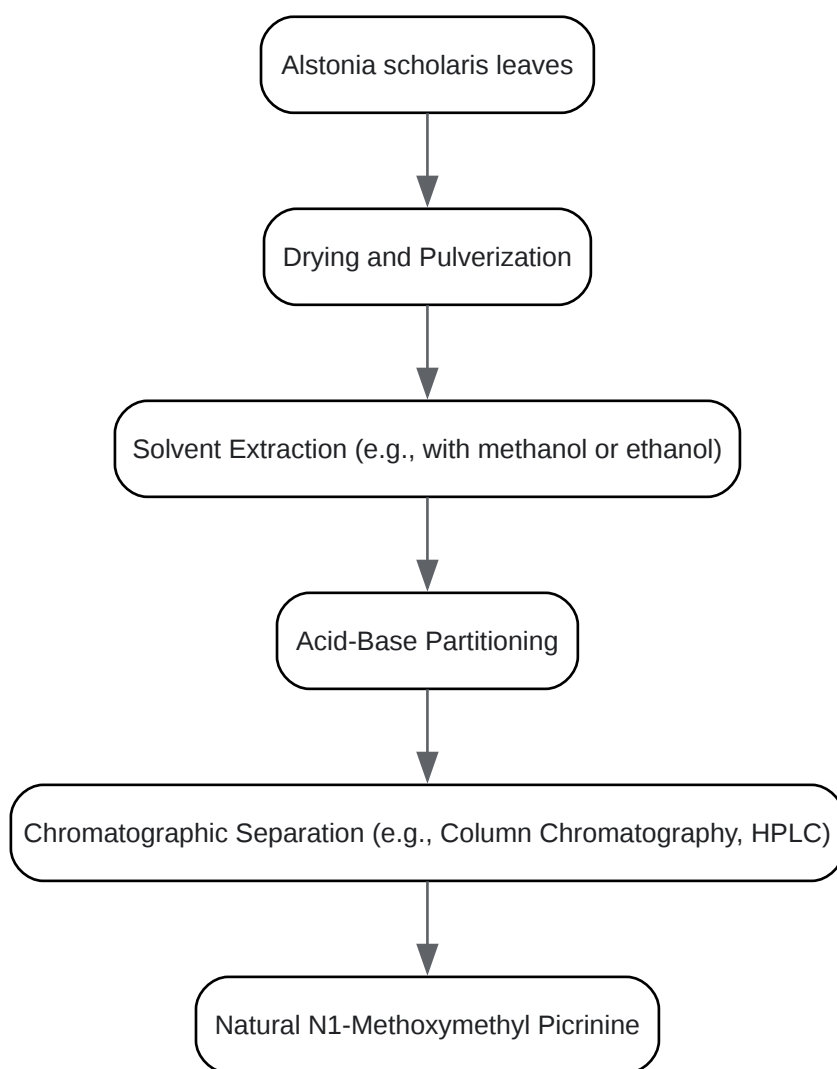 Alstonia scholaris leaves
Drying and Pulverization
Solvent Extraction (e.g., with methanol or ethanol)
Acid-Base Partitioning
Chromatographic Separation (e.g., Column Chromatography, HPLC)
Natural N1-Methoxymethyl Picrinine